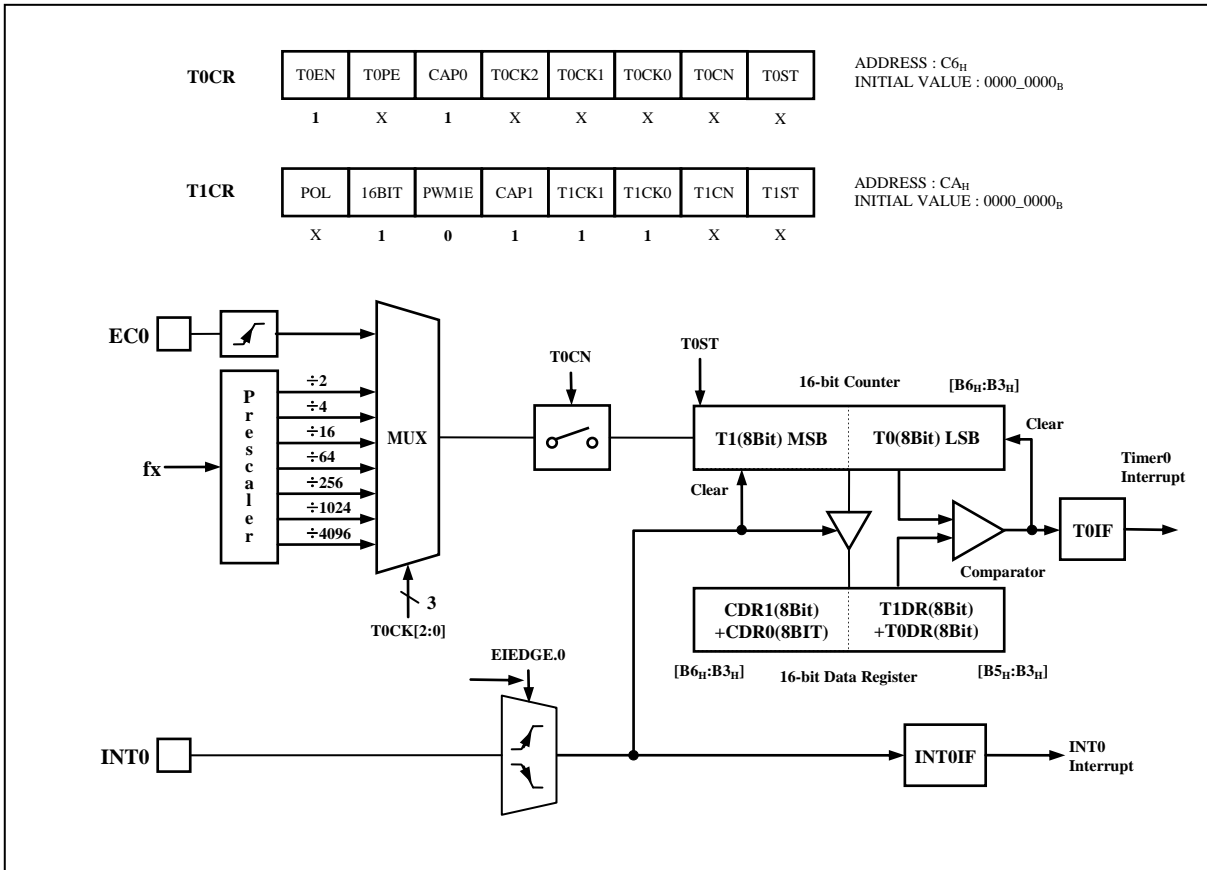 T0CR T0EN T0PE CAP0 T0CK2 T0CK1 T0CK0 T0CN T0ST
ADDRESS : C6H
INITIAL VALUE : 0000_0000B
1 X 1 X X X X X
T1CR POL 16BIT PWM1E CAP1 T1CK1 T1CK0 T1CN T1ST
ADDRESS : CAH
INITIAL VALUE : 0000_0000B
X 1 0 1 1 1 X X
EC0
fx
Prescaler
÷2
÷4
÷16
÷64
÷256
÷1024
÷4096
MUX
3
T0CK[2:0]
T0CN
T0ST
16-bit Counter
[B6H:B3H]
T1(8Bit) MSB
T0(8Bit) LSB
Clear
Clear
Comparator
T0IF
Timer0
Interrupt
CDR1(8Bit)
+CDR0(8BIT)
T1DR(8Bit)
+T0DR(8Bit)
[B6H:B3H]
16-bit Data Register
[B5H:B3H]
EIEDGE.0
INT0
INT0IF
INT0
Interrupt